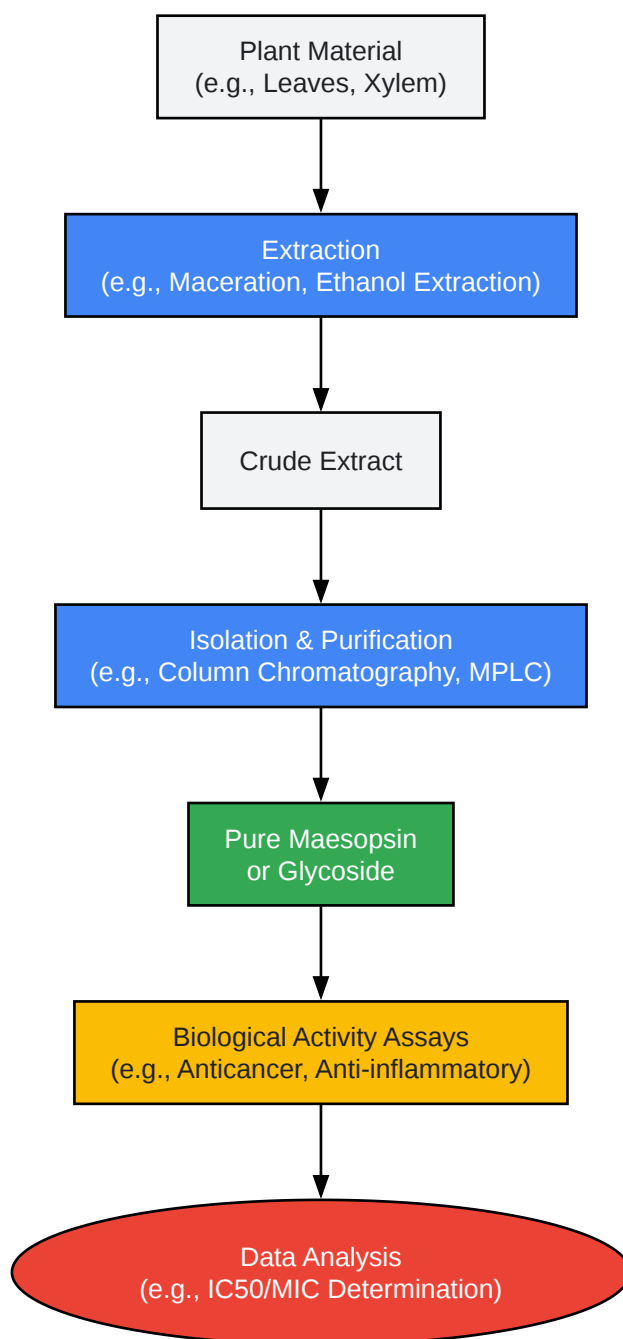 Plant Material
(e.g., Leaves, Xylem)
Extraction
(e.g., Maceration, Ethanol Extraction)
Crude Extract
Isolation & Purification
(e.g., Column Chromatography, MPLC)
Pure Maesopsin
or Glycoside
Biological Activity Assays
(e.g., Anticancer, Anti-inflammatory)
Data Analysis
(e.g., IC50/MIC Determination)